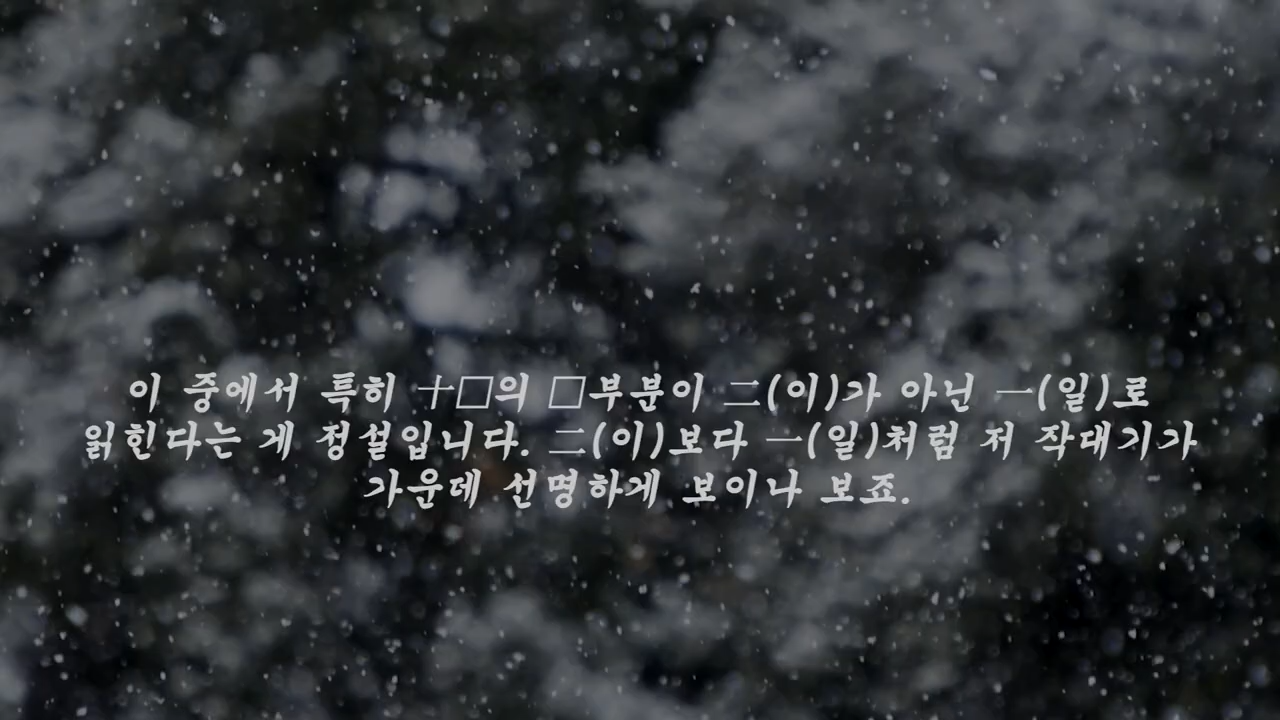 이 중에서 특히 十□의 □부분이 二(이)가 아닌 一(일)로
읽힌다는 게 정설입니다. 二(이)보다 一(일)처럼 저 작대기가
가운데 선명하게 보이나 보죠.